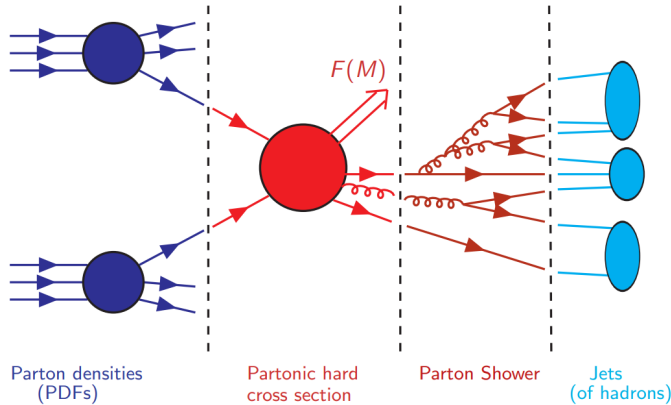 F(M)
Parton densities
(PDFs)
Partonic hard
cross section
Parton Shower
Jets
(of hadrons)